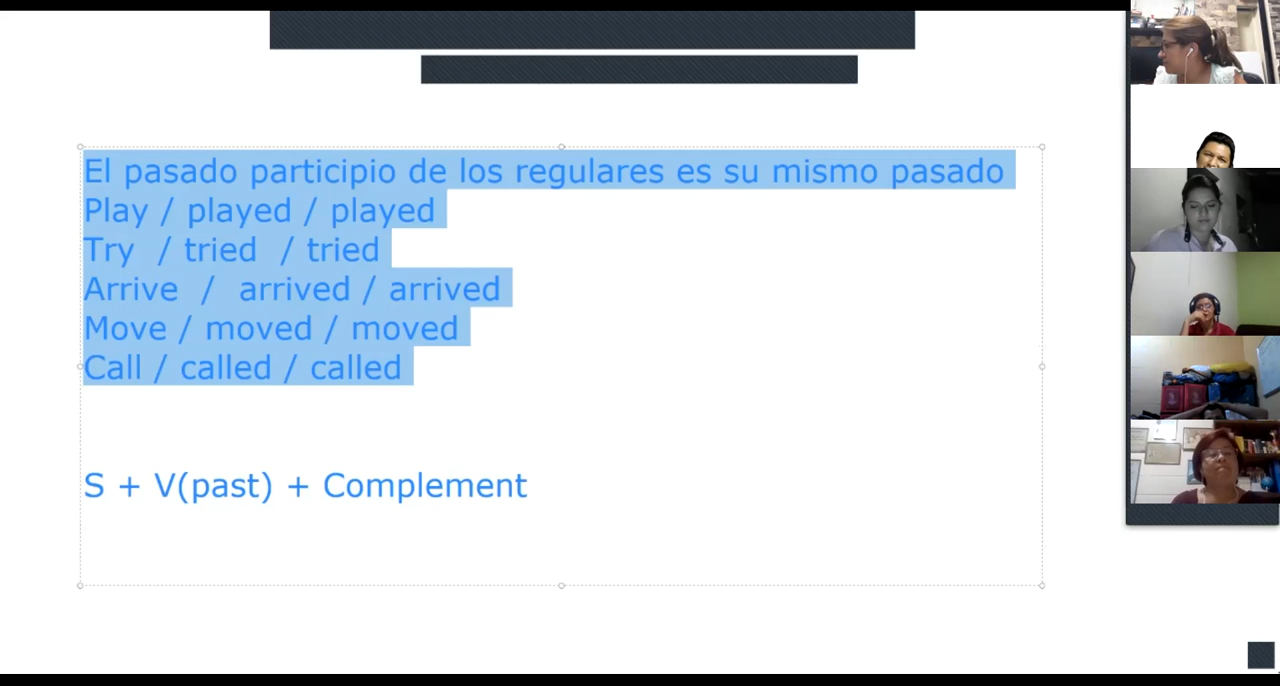 El pasado participio de los regulares es su mismo pasado
Play / played / played
Try / tried / tried
Arrive / arrived / arrived
Move / moved / moved
Call / called / called
S + V(past) + Complement